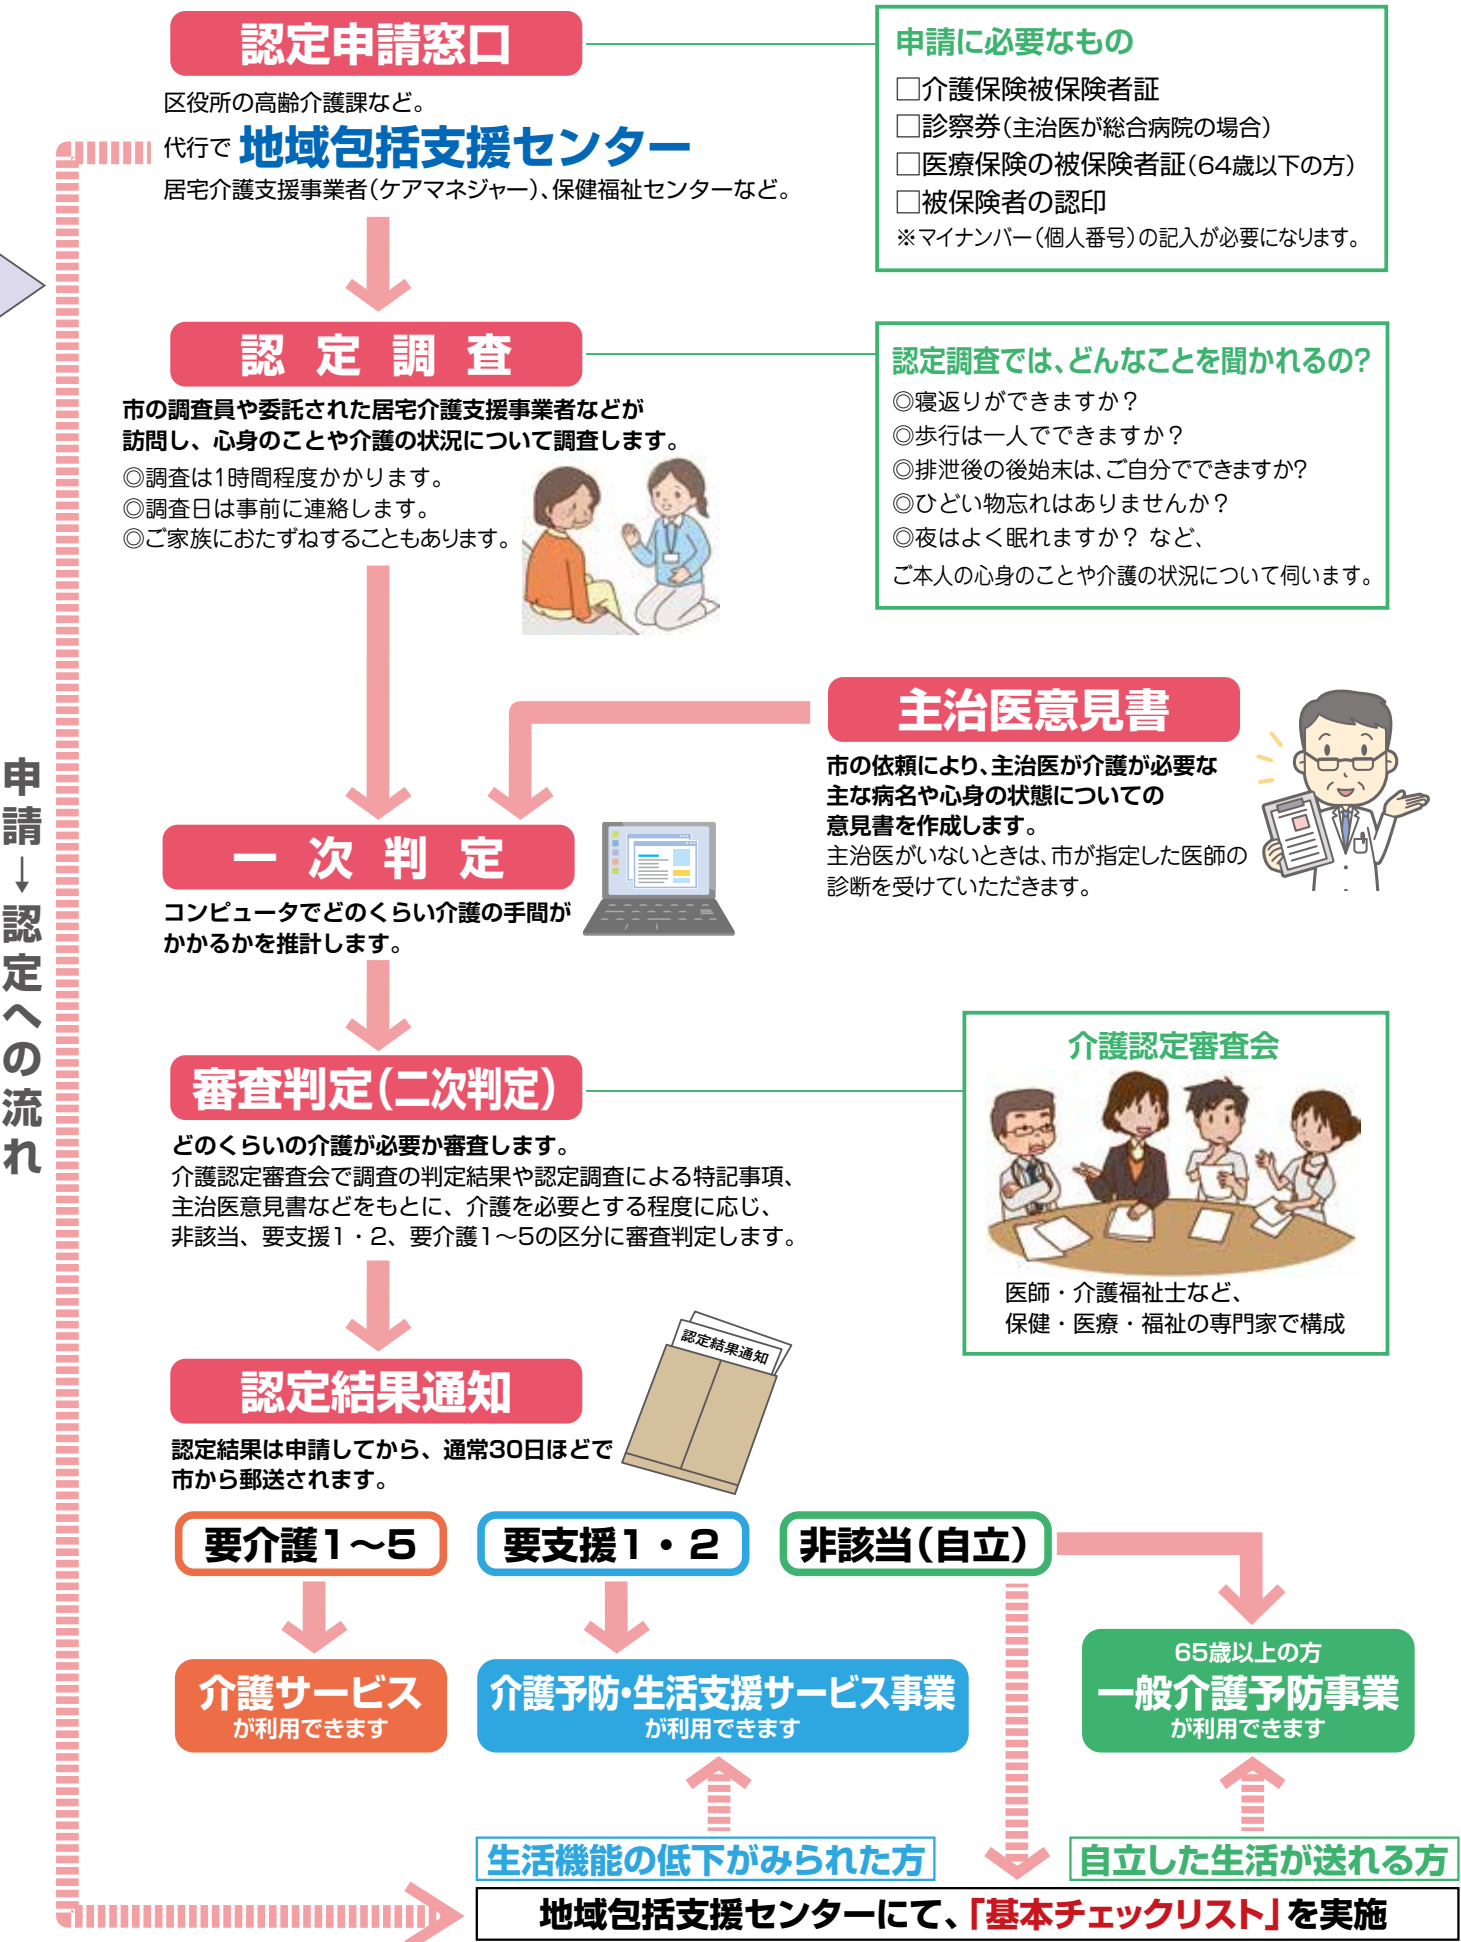 認定申請窓口
区役所の高齢介護課など。
代行で 地域包括支援センター
居宅介護支援事業者(ケアマネジャー)、保健福祉センターなど。
申請に必要なもの
□介護保険被保険者証
□診察券(主治医が総合病院の場合)
□医療保険の被保険者証(64歳以下の方)
□被保険者の認印
※マイナンバー(個人番号)の記入が必要になります。
認定調査
市の調査員や委託された居宅介護支援事業者などが
訪問し、心身のことや介護の状況について調査します。
◎調査は1時間程度かかります。
◎調査日は事前に連絡します。
◎ご家族におたずねすることもあります。
認定調査では、どんなことを聞かれるの?
◎寝返りができますか?
◎歩行は一人でできますか?
◎排泄後の後始末は、ご自分でできますか?
◎ひどい物忘れはありませんか?
◎夜はよく眠れますか? など、
ご本人の心身のことや介護の状況について伺います。
主治医意見書
市の依頼により、主治医が介護が必要な
主な病名や心身の状態についての
意見書を作成します。
主治医がいないときは、市が指定した医師の
診断を受けていただきます。
申請→認定への流れ
一次判定
コンピュータでどのくらい介護の手間が
かかるかを推計します。
審査判定(二次判定)
どのくらいの介護が必要か審査します。
介護認定審査会で調査の判定結果や認定調査による特記事項、
主治医意見書などをもとに、介護を必要とする程度に応じ、
非該当、要支援1・2、要介護1〜5の区分に審査判定します。
介護認定審査会
医師・介護福祉士など、
保健・医療・福祉の専門家で構成
認定結果通知
認定結果通知
認定結果は申請してから、通常30日ほどで
市から郵送されます。
要介護1〜5
要支援1・2
非該当(自立)
介護サービス
が利用できます
介護予防・生活支援サービス事業
が利用できます
65歳以上の方
一般介護予防事業
が利用できます
生活機能の低下がみられた方
自立した生活が送れる方
地域包括支援センターにて、「基本チェックリスト」を実施